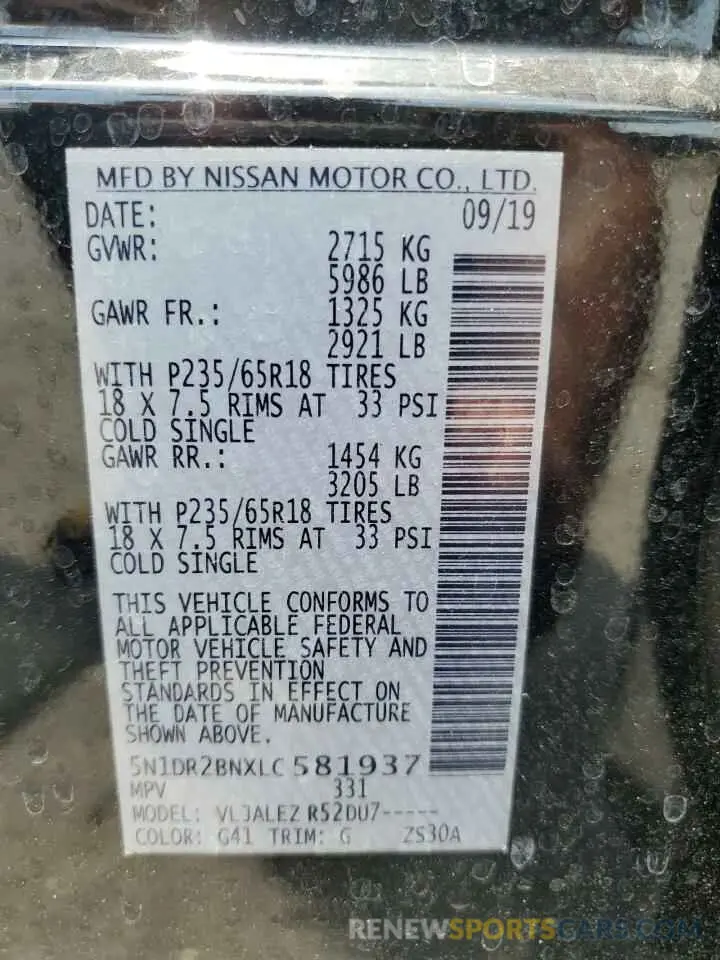 MFD BY NISSAN MOTOR CO., LTD.
DATE: 09/19
GVWR: 2715 KG
5986 LB
GAWR FR.: 1325 KG
2921 LB
WITH P235/65R18 TIRES
18 X 7.5 RIMS AT 33 PSI
COLD SINGLE
GAWR RR.: 1454 KG
3205 LB
WITH P235/65R18 TIRES
18 X 7.5 RIMS AT 33 PSI
COLD SINGLE
THIS VEHICLE CONFORMS TO
ALL APPLICABLE FEDERAL
MOTOR VEHICLE SAFETY AND
THEFT PREVENTION
STANDARDS IN EFFECT ON
THE DATE OF MANUFACTURE
SHOWN ABOVE.
5N1DR2BNXLC581937
MPV 331
MODEL: VLJALEZ R52DU7-----
COLOR: G41 TRIM: G ZS30A
RENEWSPORTSCARS.COM